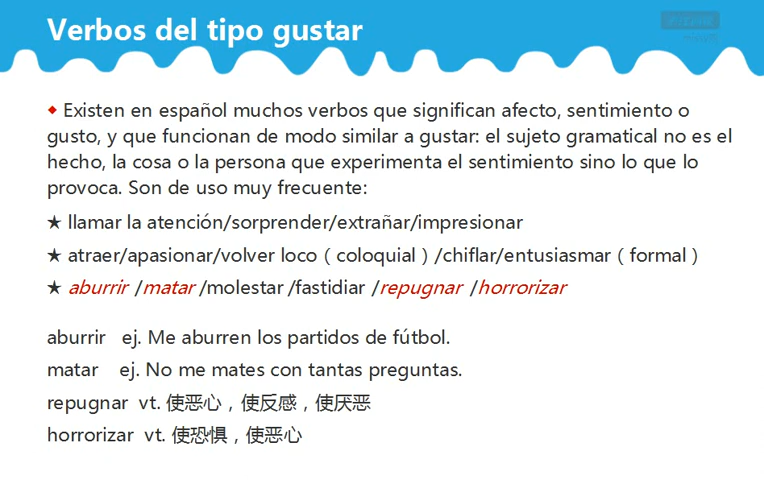 Verbos del tipo gustar
◆ Existen en español muchos verbos que significan afecto, sentimiento o
gusto, y que funcionan de modo similar a gustar: el sujeto gramatical no es el
hecho, la cosa o la persona que experimenta el sentimiento sino lo que lo
provoca. Son de uso muy frecuente:
★ llamar la atención/sorprender/extrañar/impresionar
★ atraer/apasionar/volver loco（coloquial）/chiflar/entusiasmar（formal）
★ aburrir /matar /molestar /fastidiar /repugnar /horrorizar
aburrir ej. Me aburren los partidos de fútbol.
matar ej. No me mates con tantas preguntas.
repugnar vt. 使恶心，使反感，使厌恶
horrorizar vt. 使恐惧，使恶心